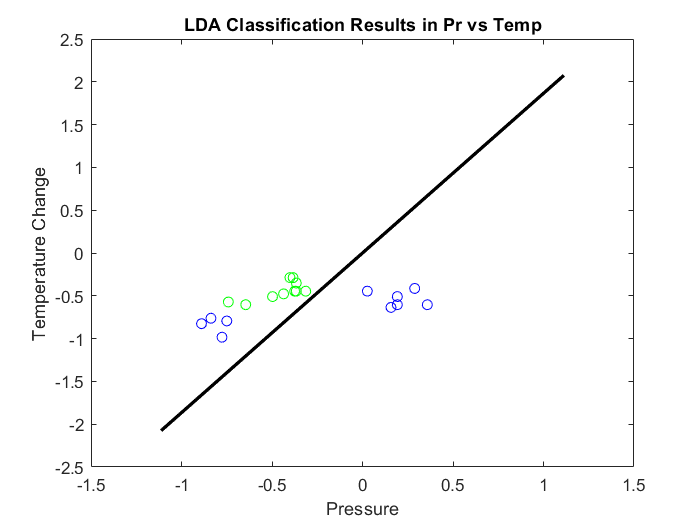 LDA Classification Results in Pr vs Temp
2.5
2
1.5
1
0.5
0
-0.5
-1
-1.5
-2
-2.5
Temperature Change
-1.5 -1 -0.5 0 0.5 1 1.5
Pressure